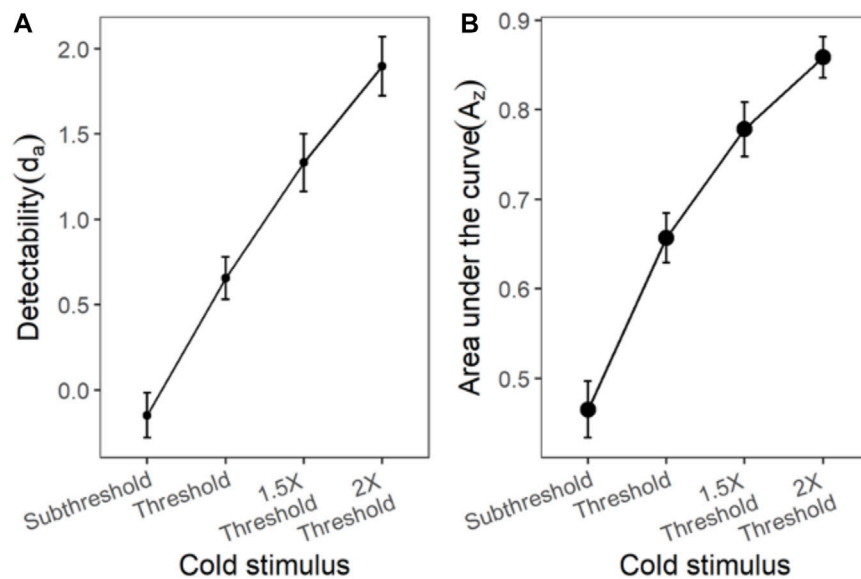 A
Detectability(da)
2.0
1.5
1.0
0.5
0.0
Subthreshold
Threshold
1.5X
Threshold
2X
Threshold
Cold stimulus
B
Area under the curve(Az)
0.9
0.8
0.7
0.6
0.5
Subthreshold
Threshold
1.5X
Threshold
2X
Threshold
Cold stimulus